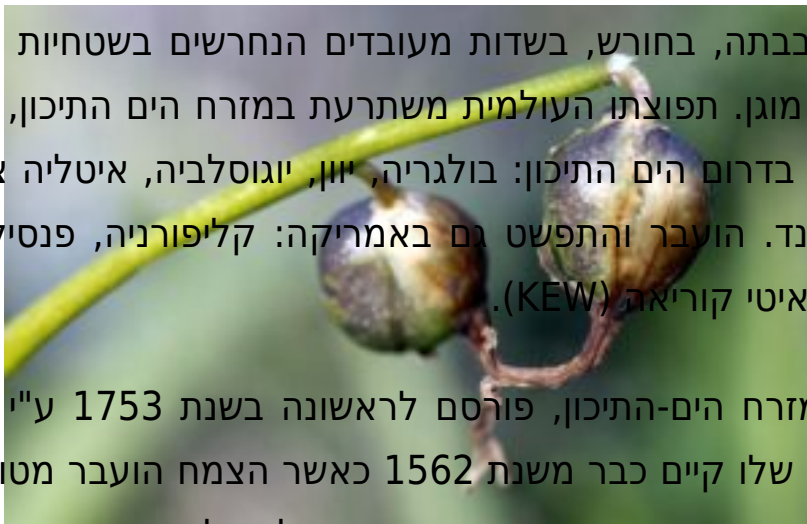 בבתה, בחורש, בשדות מעובדים הנחרשים בשטחיות
מוגן. תפוצתו העולמית משתרעת במזרח הים התיכון,
בדרום הים התיכון: בולגריה, יוון, יוגוסלביה, איטליה
נד. הועבר והתפשט גם באמריקה: קליפורניה, פנסיל
איטי קוריאה (KEW).
מזרח הים-התיכון, פורסם לראשונה בשנת 1753 ע"י
שלו קיים כבר משנת 1562 כאשר הצמח הועבר מטו